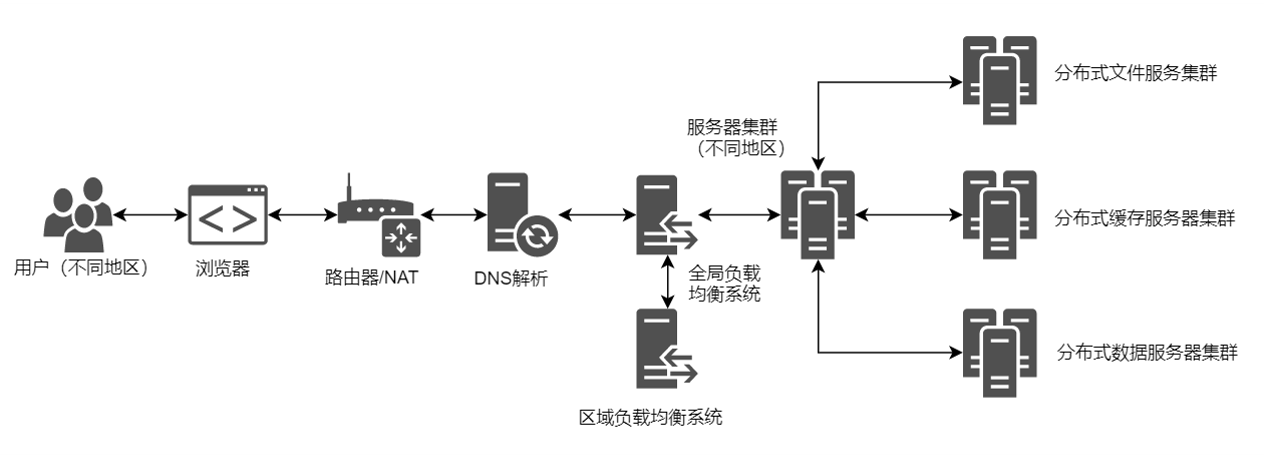 用户（不同地区）
浏览器
路由器/NAT
DNS解析
全局负载
均衡系统
区域负载均衡系统
服务器集群
（不同地区）
分布式文件服务集群
分布式缓存服务器集群
分布式数据服务器集群